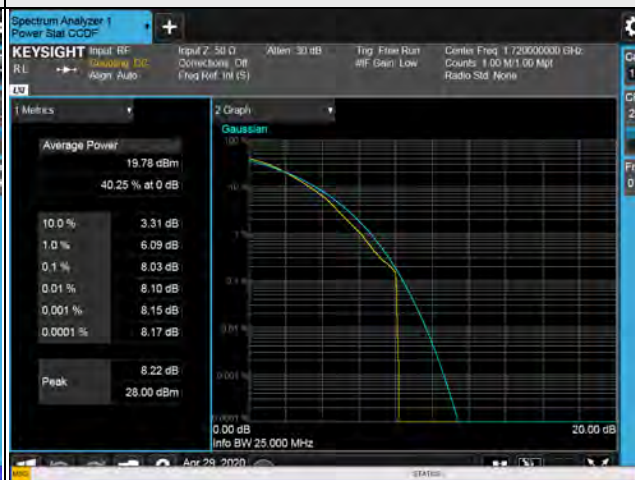 Spectrum Analyzer 1
Power Stat CCDF
+
KEYSIGHT
RL
Input: RF
Coupling: DC
Align: Auto
Input Z: 50 Ω
Corrections: Off
Freq Ref: Int (S)
Atten: 30 dB
Trig: Free Run
#IF Gain: Low
Center Freq: 1.720000000 GHz
Counts: 1.00 M/1.00 Mpt
Radio Std: None
LXI
1 Metrics
Average Power
19.78 dBm
40.25 % at 0 dB
10.0 % 3.31 dB
1.0 % 6.09 dB
0.1 % 8.03 dB
0.01 % 8.10 dB
0.001 % 8.15 dB
0.0001 % 8.17 dB
Peak 8.22 dB
28.00 dBm
2 Graph
Gaussian
100 %
10 %
1 %
0.1 %
0.01 %
0.001 %
0.0001 %
0.00 dB 20.00 dB
Info BW 25.000 MHz
Apr 29, 2020
MSG STATUS